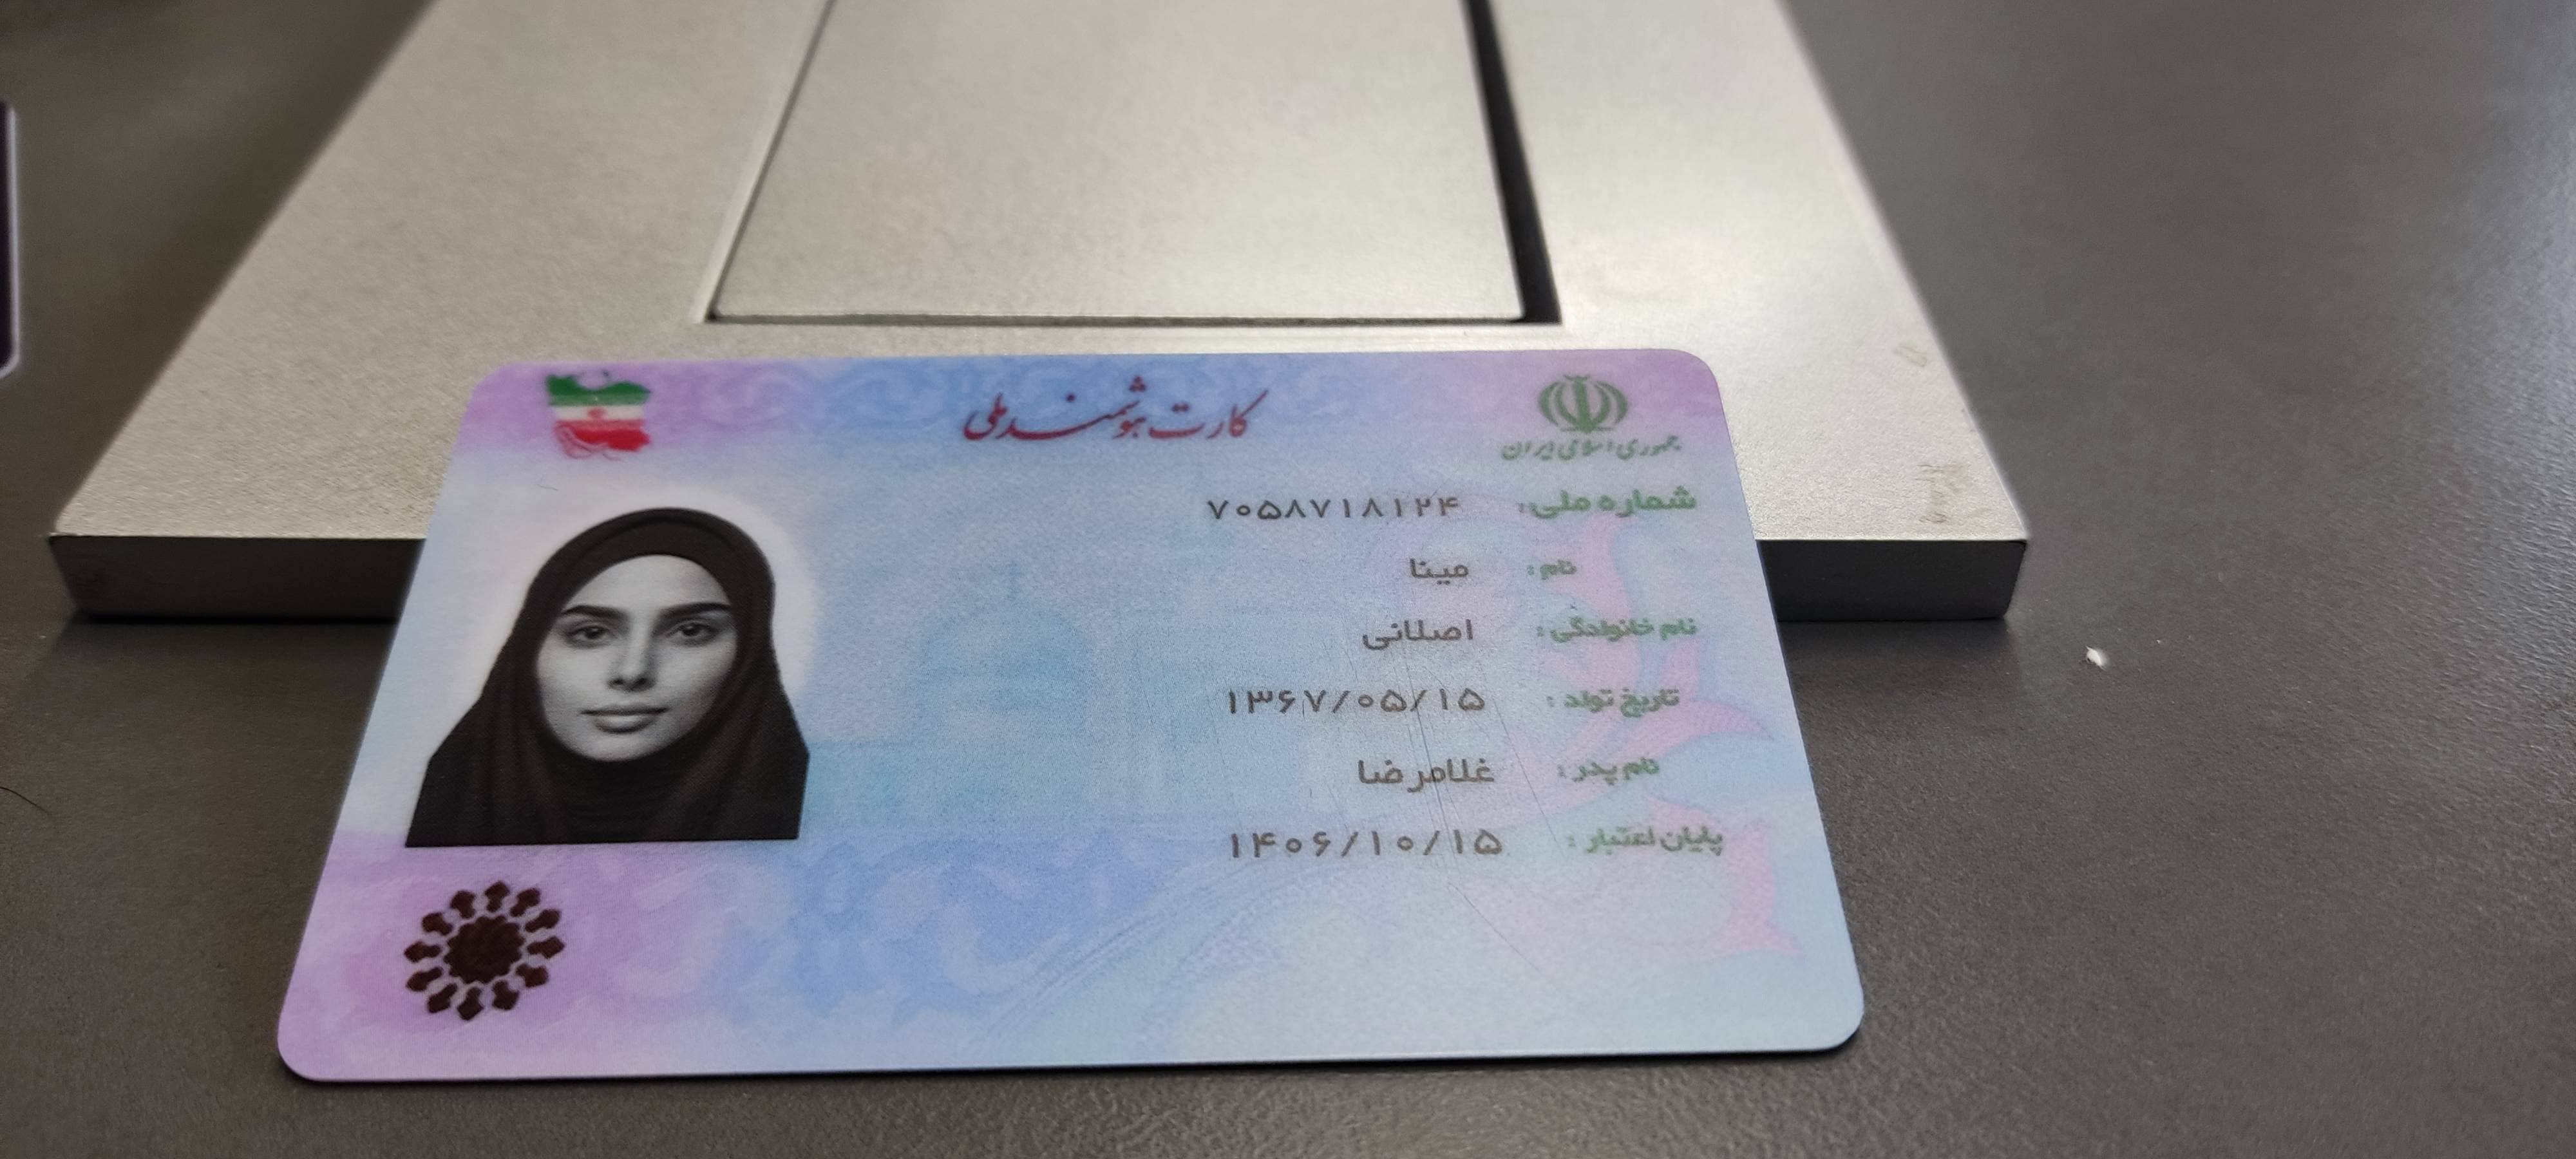 کارت هوشمند ملی
جمهوری اسلامی ایران
شماره ملی: ۷۰۵۸۷۱۸۱۲۴
نام: مینا
نام خانوادگی: اصلانی
تاریخ تولد: ۱۳۶۷/۰۵/۱۵
نام پدر: غلامرضا
پایان اعتبار: ۱۴۰۶/۱۰/۱۵